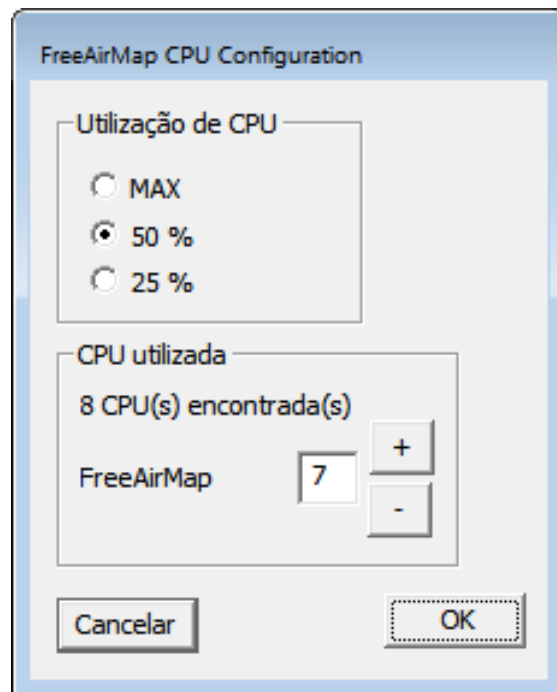 FreeAirMap CPU Configuration
Utilização de CPU
MAX
50 %
25 %
CPU utilizada
8 CPU(s) encontrada(s)
FreeAirMap 7
+
-
Cancelar OK